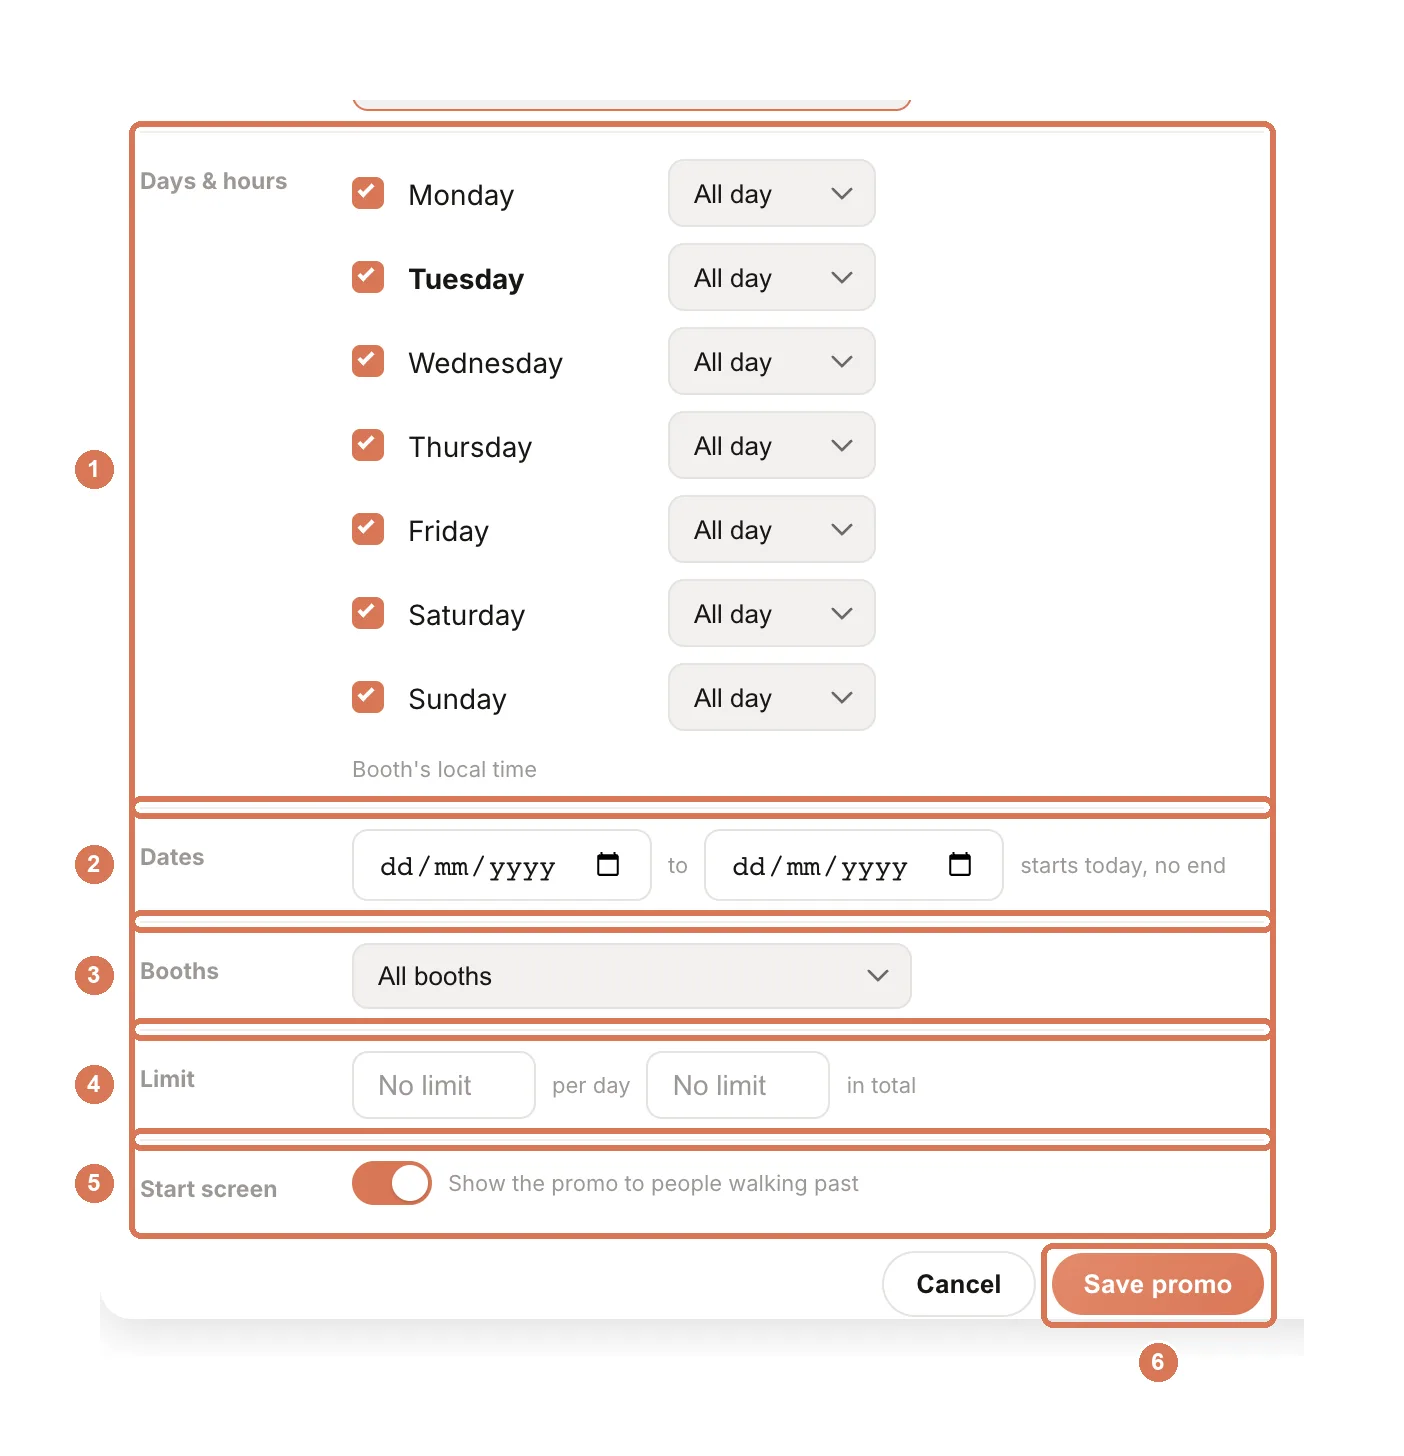 Days & hours
Monday All day
Tuesday All day
Wednesday All day
Thursday All day
Friday All day
Saturday All day
Sunday All day
1
Booth's local time
2 Dates dd/mm/yyyy to dd/mm/yyyy starts today, no end
3 Booths All booths
4 Limit No limit per day No limit in total
5 Start screen Show the promo to people walking past
Cancel Save promo
6